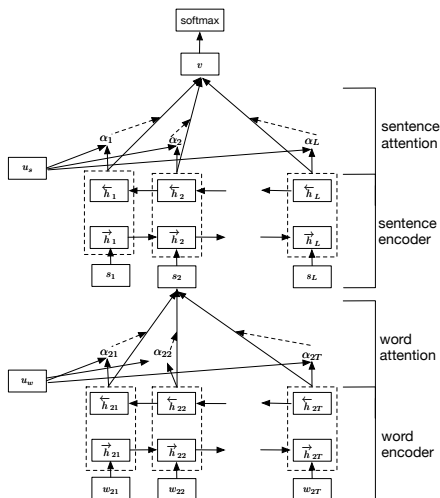 softmax
v
sentence
attention
α1 α2 αL
us
←h1 ←h2 ←hL
sentence
encoder
→h1 →h2 →hL
s1 s2 sL
word
attention
α21 α22 α2T
uw
←h21 ←h22 ←h2T
word
encoder
→h21 →h22 →h2T
w21 w22 w2T